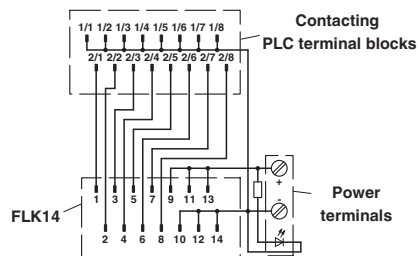 Contacting
PLC terminal blocks
1/1 1/2 1/3 1/4 1/5 1/6 1/7 1/8
2/1 2/2 2/3 2/4 2/5 2/6 2/7 2/8
FLK14
1 3 5 7 9 11 13
2 4 6 8 10 12 14
+
-
Power
terminals